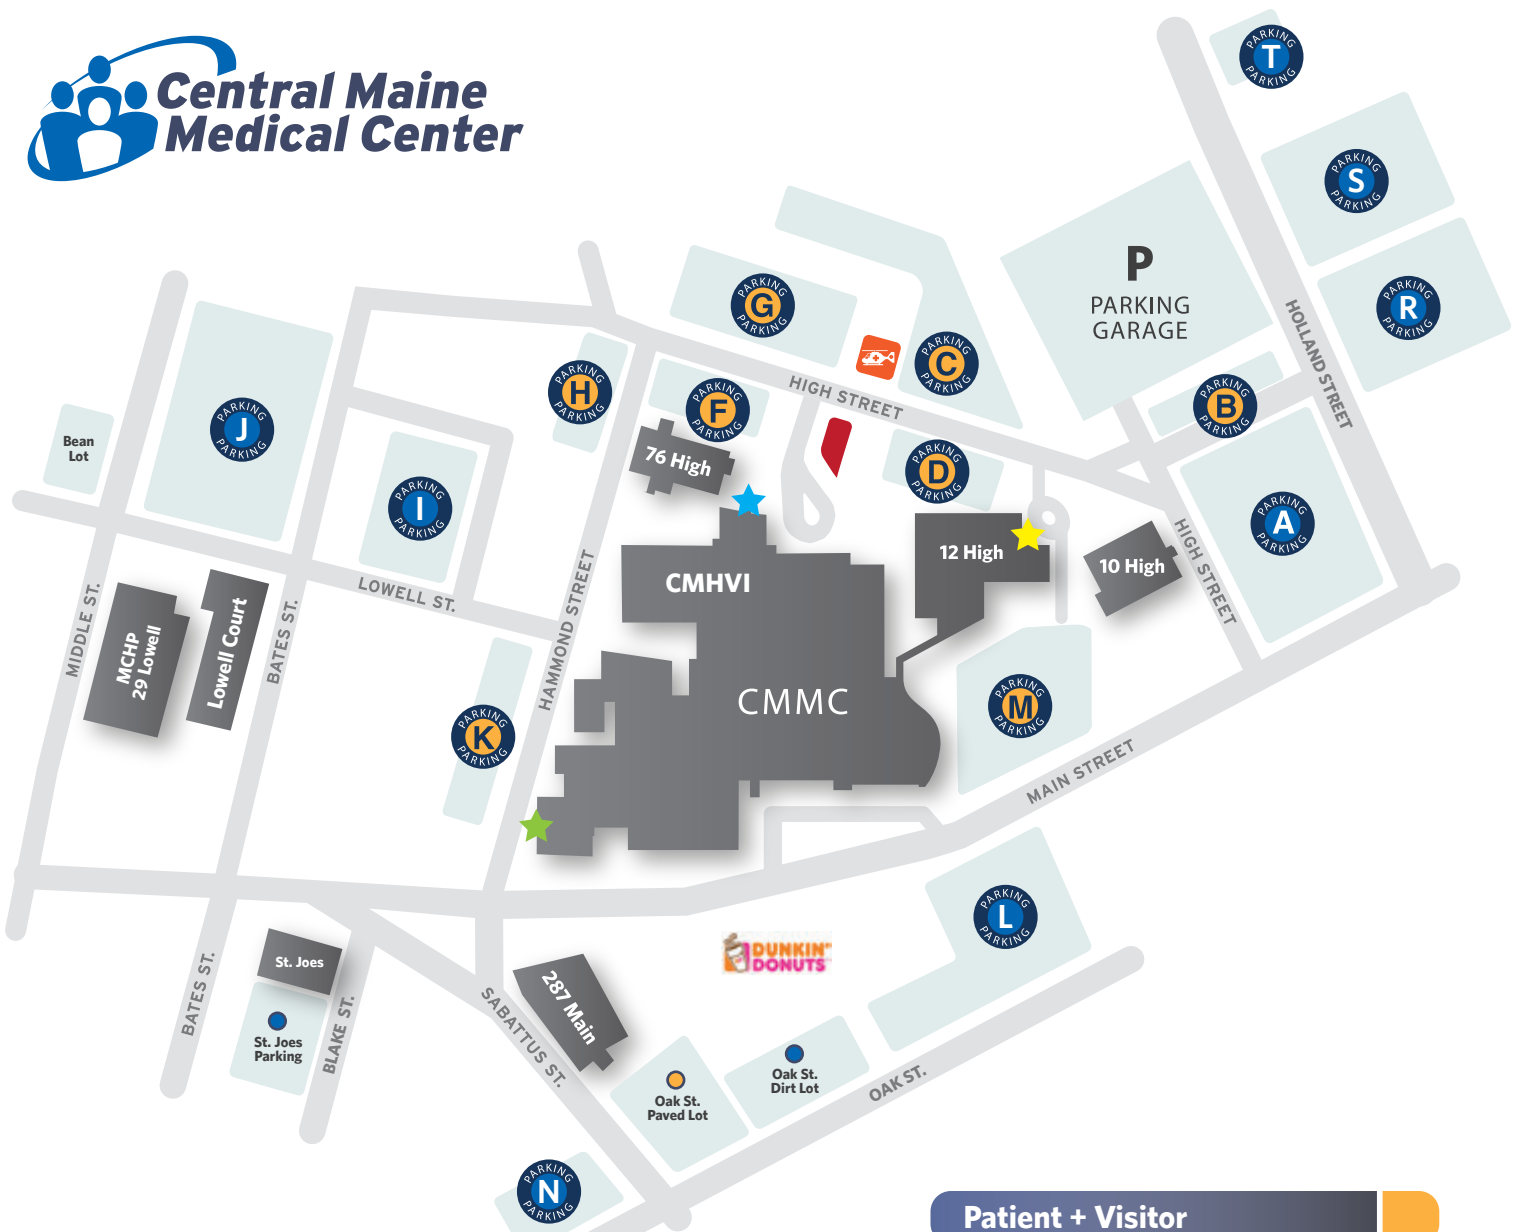 Central Maine
Medical Center
PARKING
T
PARKING
PARKING
S
PARKING
P
PARKING
GARAGE
PARKING
R
PARKING
HOLLAND STREET
PARKING
G
PARKING
PARKING
C
PARKING
HIGH STREET
PARKING
H
PARKING
PARKING
F
PARKING
PARKING
B
PARKING
PARKING
J
PARKING
Bean
Lot
76 High
PARKING
D
PARKING
PARKING
I
PARKING
PARKING
A
PARKING
12 High
10 High
HIGH STREET
CMHVI
LOWELL ST.
HAMMOND STREET
MIDDLE ST.
MCHP
29 Lowell
Lowell Court
BATES ST.
CMMC
PARKING
M
PARKING
PARKING
K
PARKING
MAIN STREET
PARKING
L
PARKING
DUNKIN'
DONUTS
St. Joes
287 Main
BATES ST.
St. Joes
Parking
BLAKE ST.
SABATTUS ST.
Oak St.
Paved Lot
Oak St.
Dirt Lot
OAK ST.
PARKING
N
PARKING
Patient + Visitor